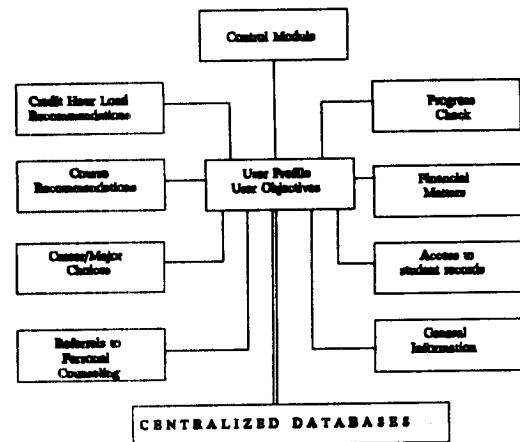 Control Module
Credit Hour Load
Recommendations
Progress
Check
Course
Recommendations
User Profile
User Objectives
Financial
Matters
Career/Major
Choices
Access to
student records
Referrals to
Personal
Counseling
General
Information
CENTRALIZED DATABASES